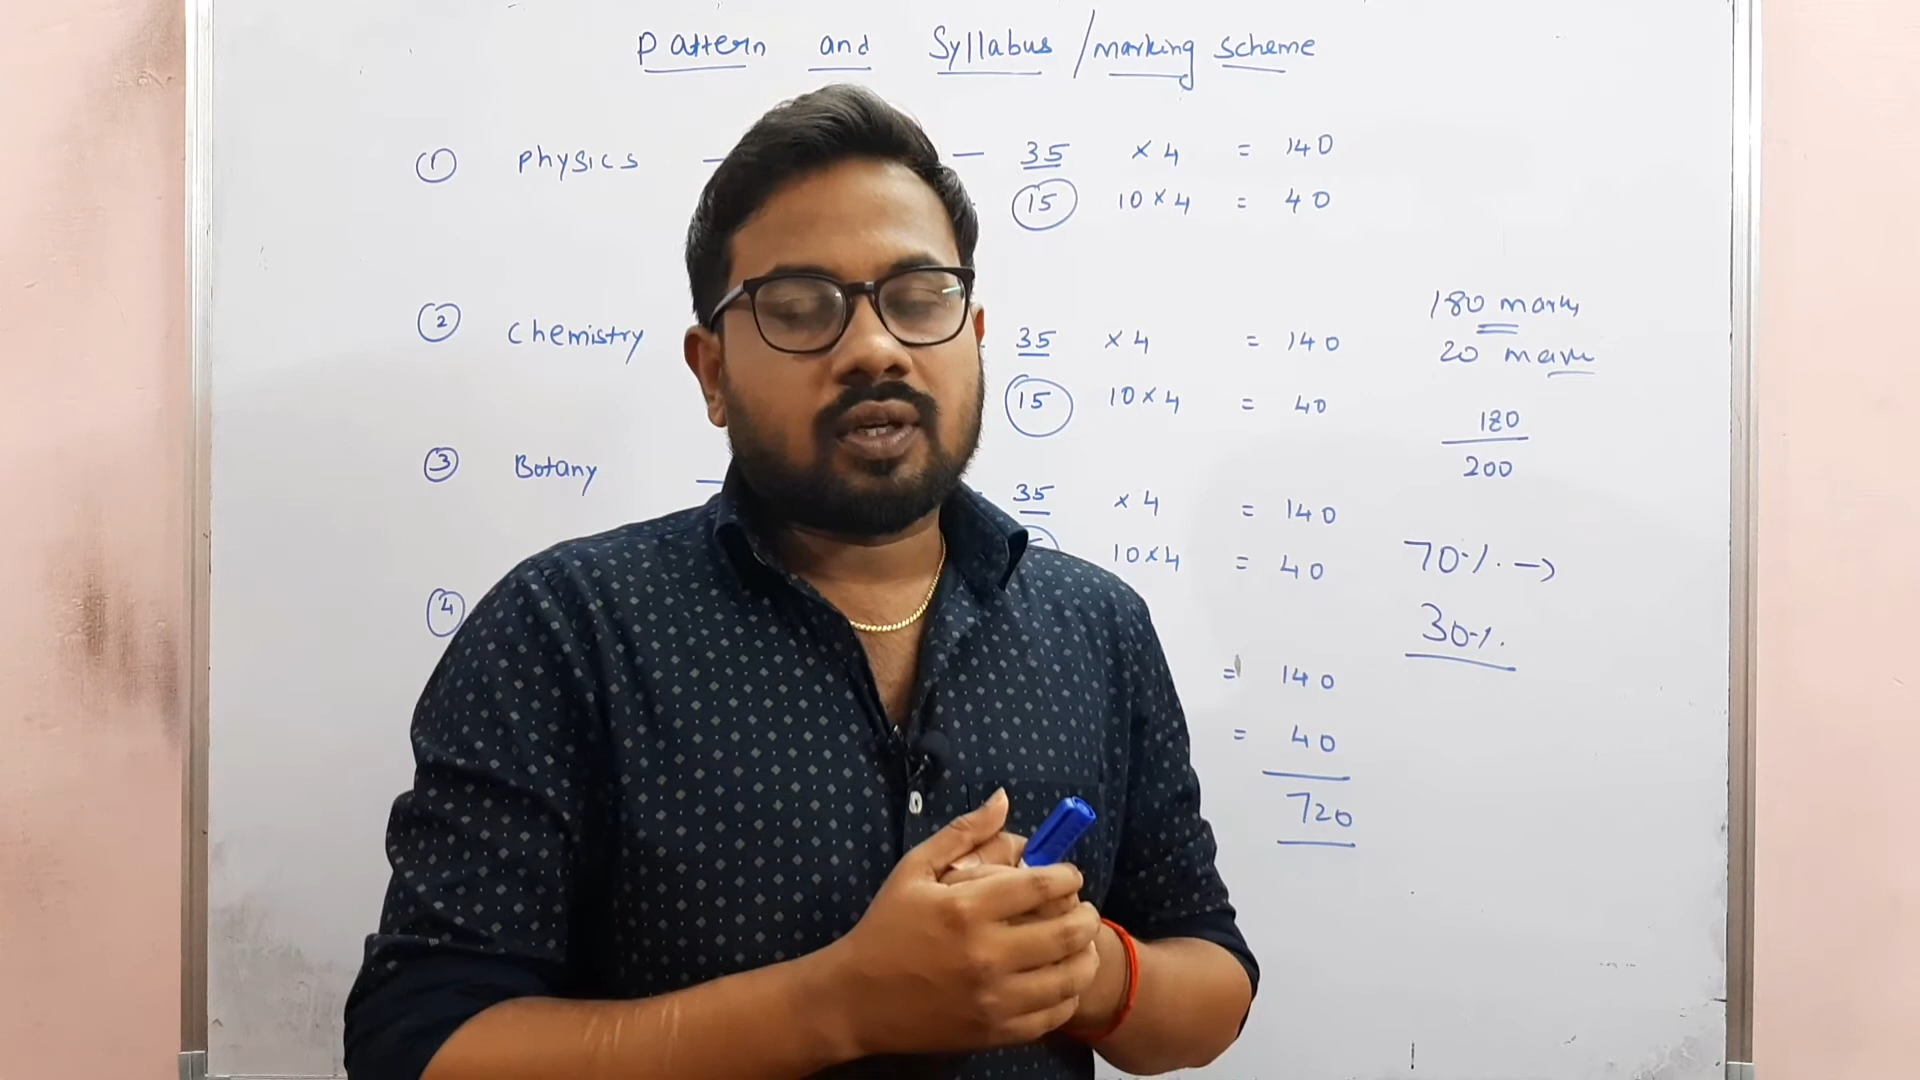 Pattern and Syllabus / marking scheme
① Physics — — 35 × 4 = 140
15 10 × 4 = 40
② Chemistry 35 × 4 = 140
15 10 × 4 = 40
③ Botany — 35 × 4 = 140
10 × 4 = 40
④ = 140
= 40
720
180 marks
20 mark
180
200
70% →
30%